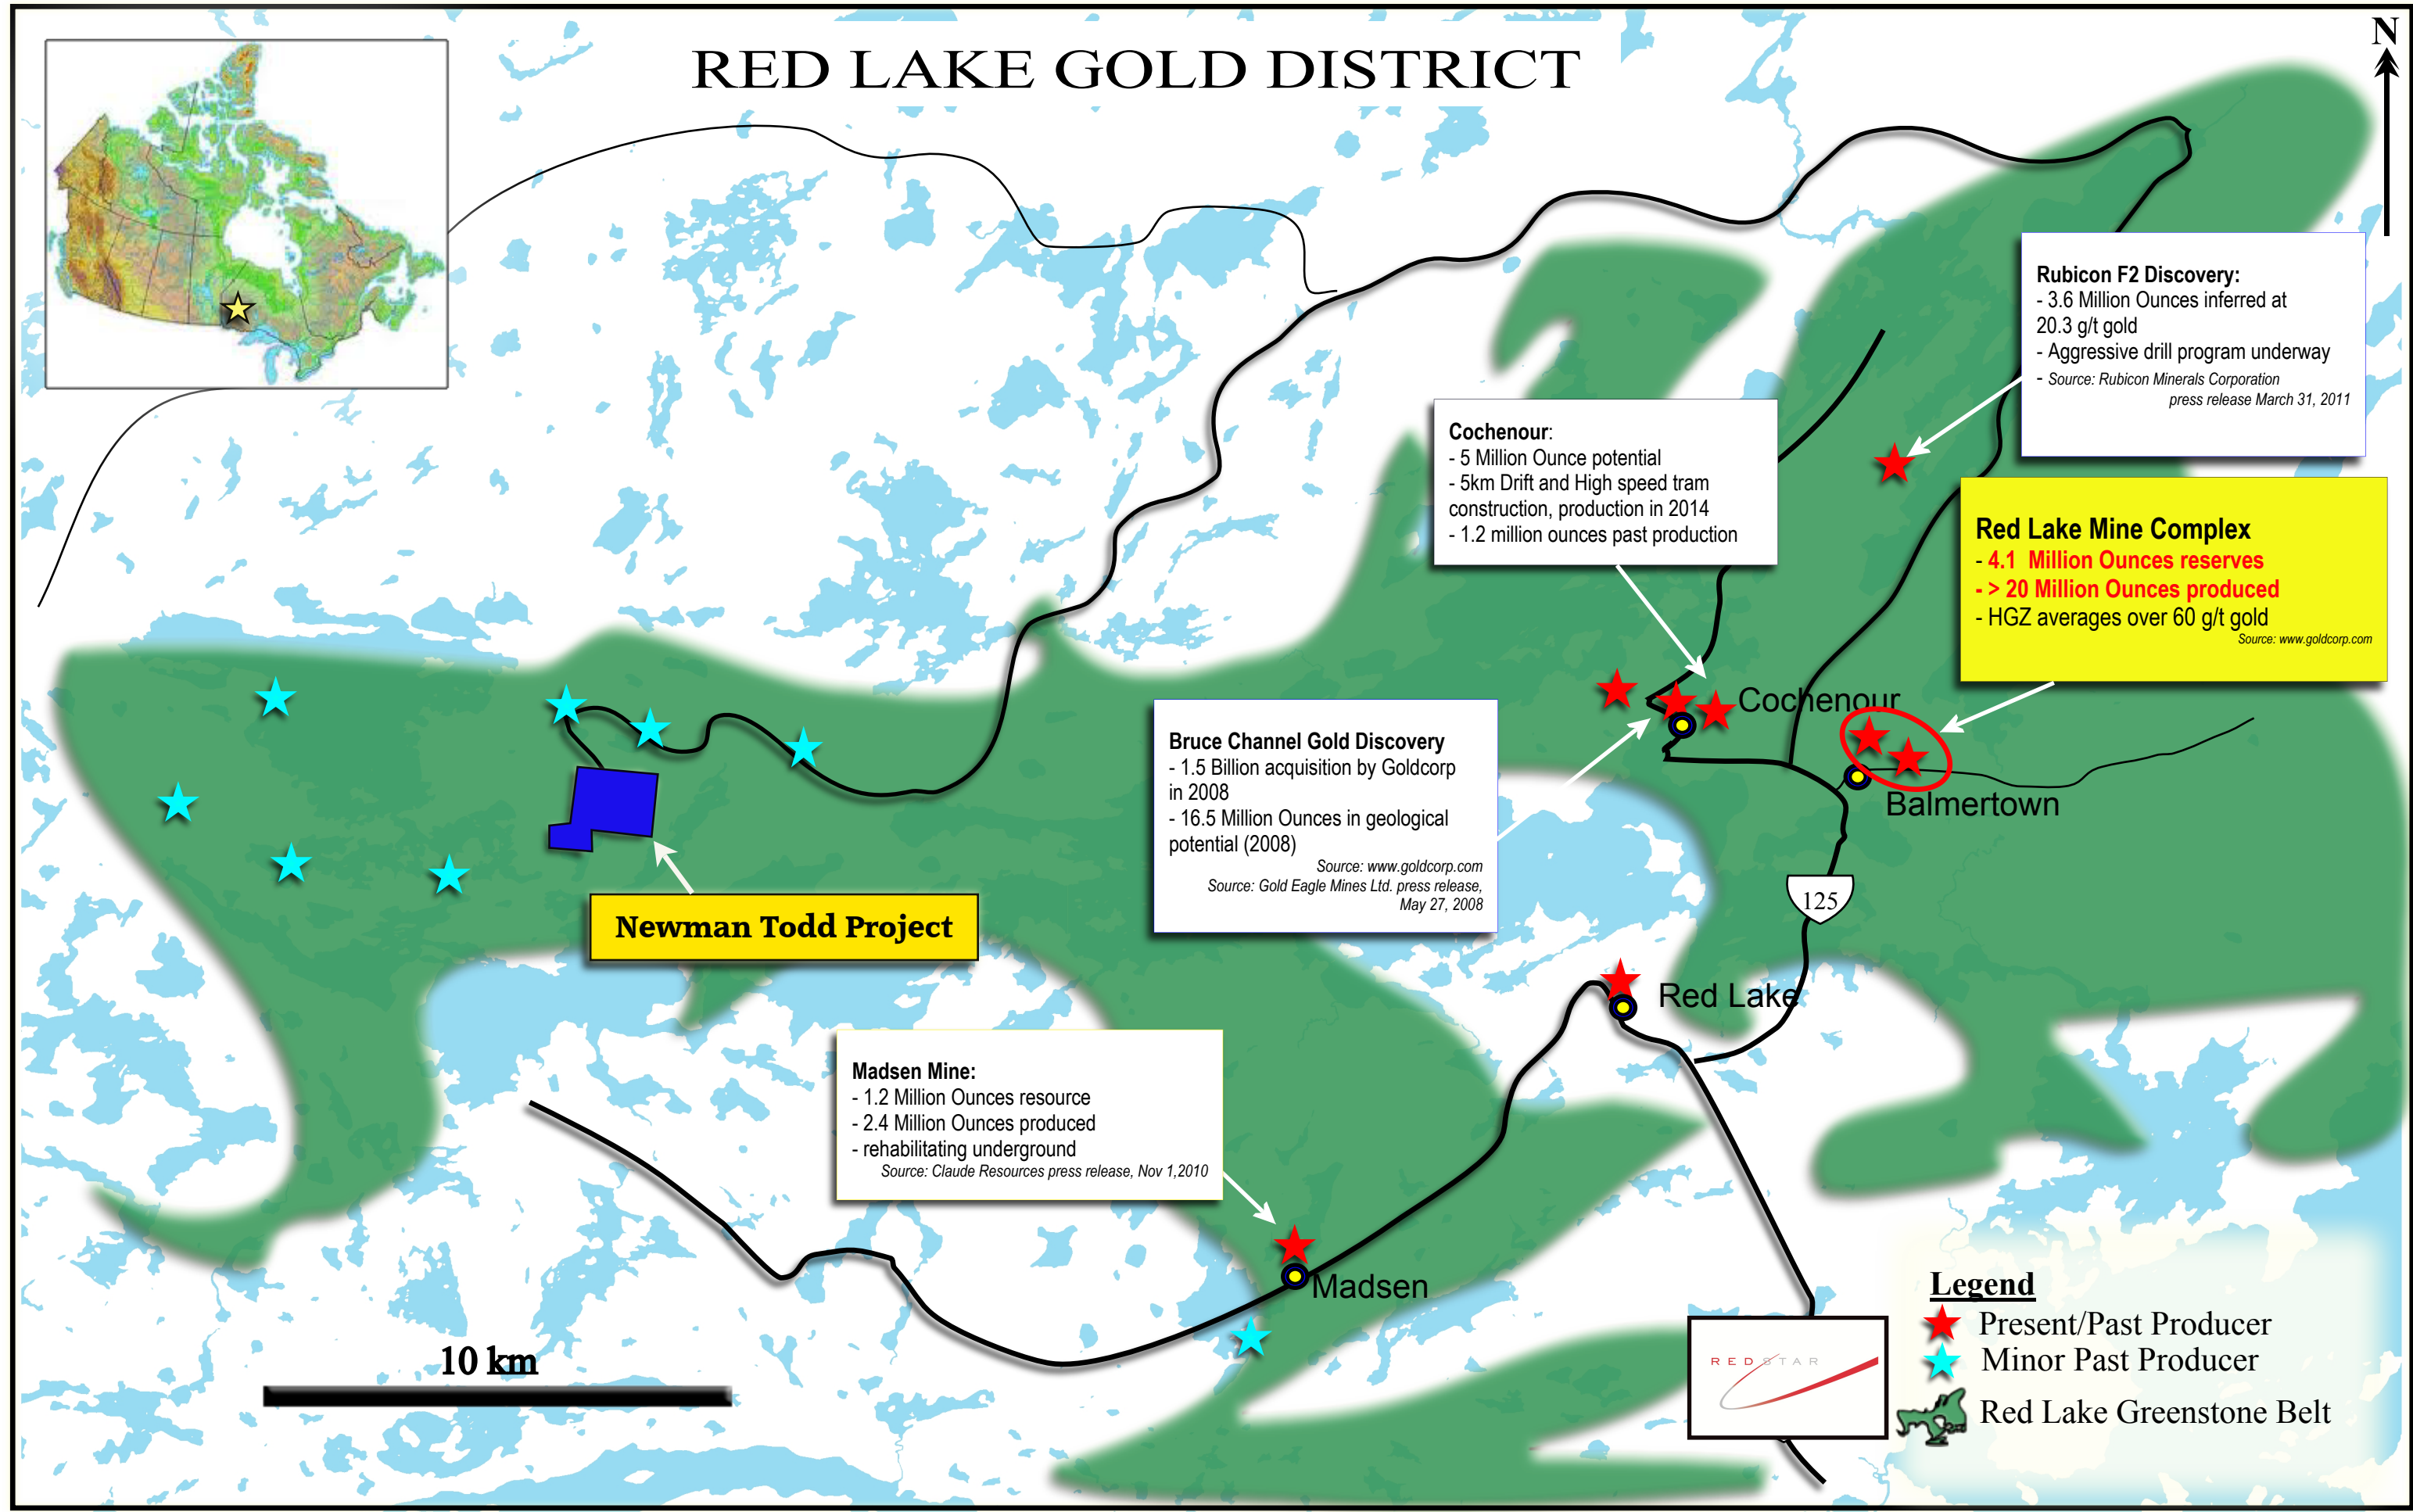 RED LAKE GOLD DISTRICT
N
Rubicon F2 Discovery:
- 3.6 Million Ounces inferred at
20.3 g/t gold
- Aggressive drill program underway
- Source: Rubicon Minerals Corporation
press release March 31, 2011
Cochenour:
- 5 Million Ounce potential
- 5km Drift and High speed tram
construction, production in 2014
- 1.2 million ounces past production
Red Lake Mine Complex
- 4.1 Million Ounces reserves
- > 20 Million Ounces produced
- HGZ averages over 60 g/t gold
Source: www.goldcorp.com
Cochenour
Bruce Channel Gold Discovery
- 1.5 Billion acquisition by Goldcorp
in 2008
- 16.5 Million Ounces in geological
potential (2008)
Source: www.goldcorp.com
Source: Gold Eagle Mines Ltd. press release,
May 27, 2008
Balmertown
125
Newman Todd Project
Red Lake
Madsen Mine:
- 1.2 Million Ounces resource
- 2.4 Million Ounces produced
- rehabilitating underground
Source: Claude Resources press release, Nov 1,2010
Madsen
10 km
REDSTAR
Legend
Present/Past Producer
Minor Past Producer
Red Lake Greenstone Belt